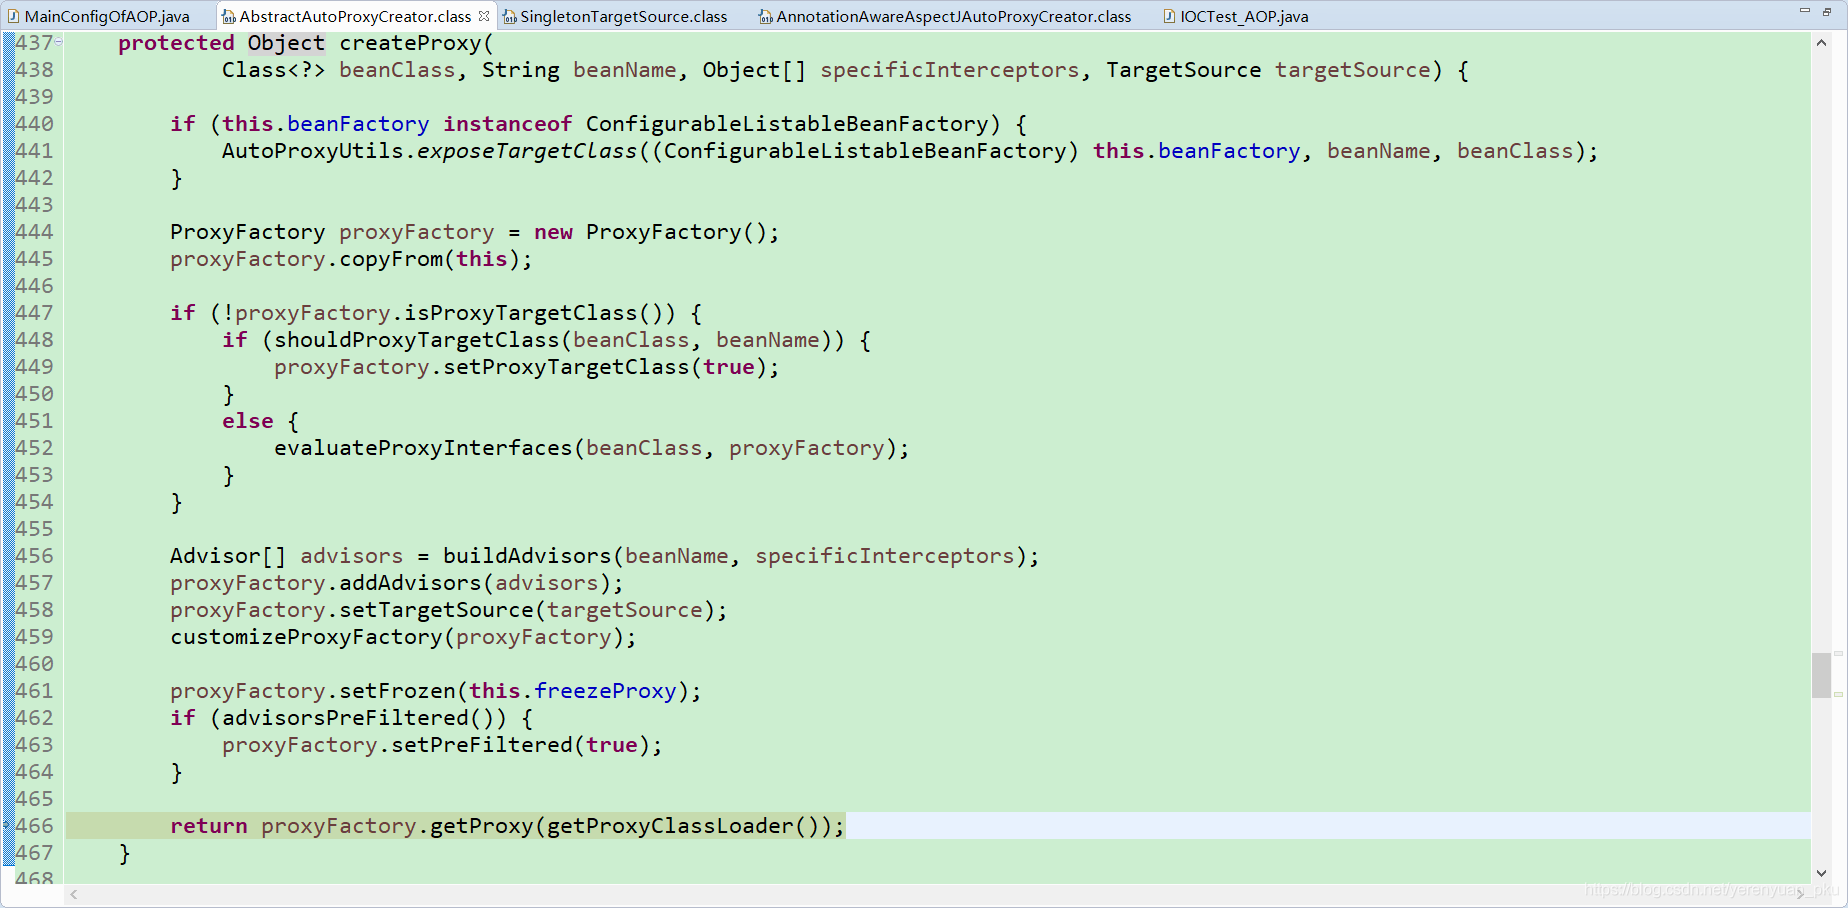 MainConfigOfAOP.java AbstractAutoProxyCreator.class SingletonTargetSource.class AnnotationAwareAspectJAutoProxyCreator.class IOCTest_AOP.java
437 protected Object createProxy(
438 Class<?> beanClass, String beanName, Object[] specificInterceptors, TargetSource targetSource) {
439
440 if (this.beanFactory instanceof ConfigurableListableBeanFactory) {
441 AutoProxyUtils.exposeTargetClass((ConfigurableListableBeanFactory) this.beanFactory, beanName, beanClass);
442 }
443
444 ProxyFactory proxyFactory = new ProxyFactory();
445 proxyFactory.copyFrom(this);
446
447 if (!proxyFactory.isProxyTargetClass()) {
448 if (shouldProxyTargetClass(beanClass, beanName)) {
449 proxyFactory.setProxyTargetClass(true);
450 }
451 else {
452 evaluateProxyInterfaces(beanClass, proxyFactory);
453 }
454 }
455
456 Advisor[] advisors = buildAdvisors(beanName, specificInterceptors);
457 proxyFactory.addAdvisors(advisors);
458 proxyFactory.setTargetSource(targetSource);
459 customizeProxyFactory(proxyFactory);
460
461 proxyFactory.setFrozen(this.freezeProxy);
462 if (advisorsPreFiltered()) {
463 proxyFactory.setPreFiltered(true);
464 }
465
466 return proxyFactory.getProxy(getProxyClassLoader());
467 }
468
https://blog.csdn.net/yerenyuan_pku